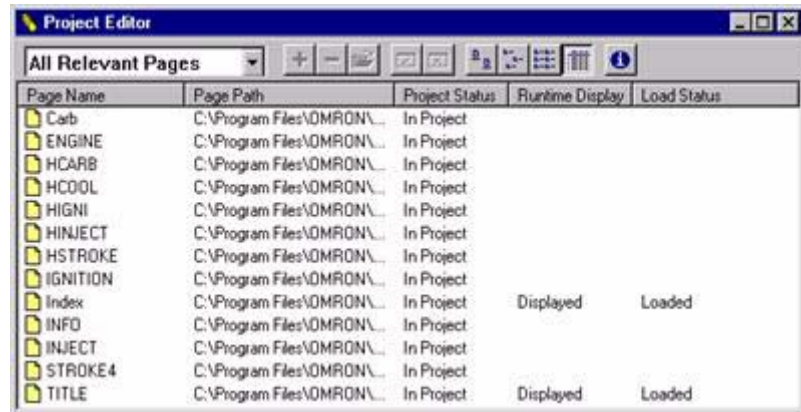 Project Editor
All Relevant Pages
Page Name Page Path Project Status Runtime Display Load Status
Carb C:\Program Files\OMRON\... In Project
ENGINE C:\Program Files\OMRON\... In Project
HCARB C:\Program Files\OMRON\... In Project
HCOOL C:\Program Files\OMRON\... In Project
HIGNI C:\Program Files\OMRON\... In Project
HINJECT C:\Program Files\OMRON\... In Project
HSTROKE C:\Program Files\OMRON\... In Project
IGNITION C:\Program Files\OMRON\... In Project
Index C:\Program Files\OMRON\... In Project Displayed Loaded
INFO C:\Program Files\OMRON\... In Project
INJECT C:\Program Files\OMRON\... In Project
STROKE4 C:\Program Files\OMRON\... In Project
TITLE C:\Program Files\OMRON\... In Project Displayed Loaded